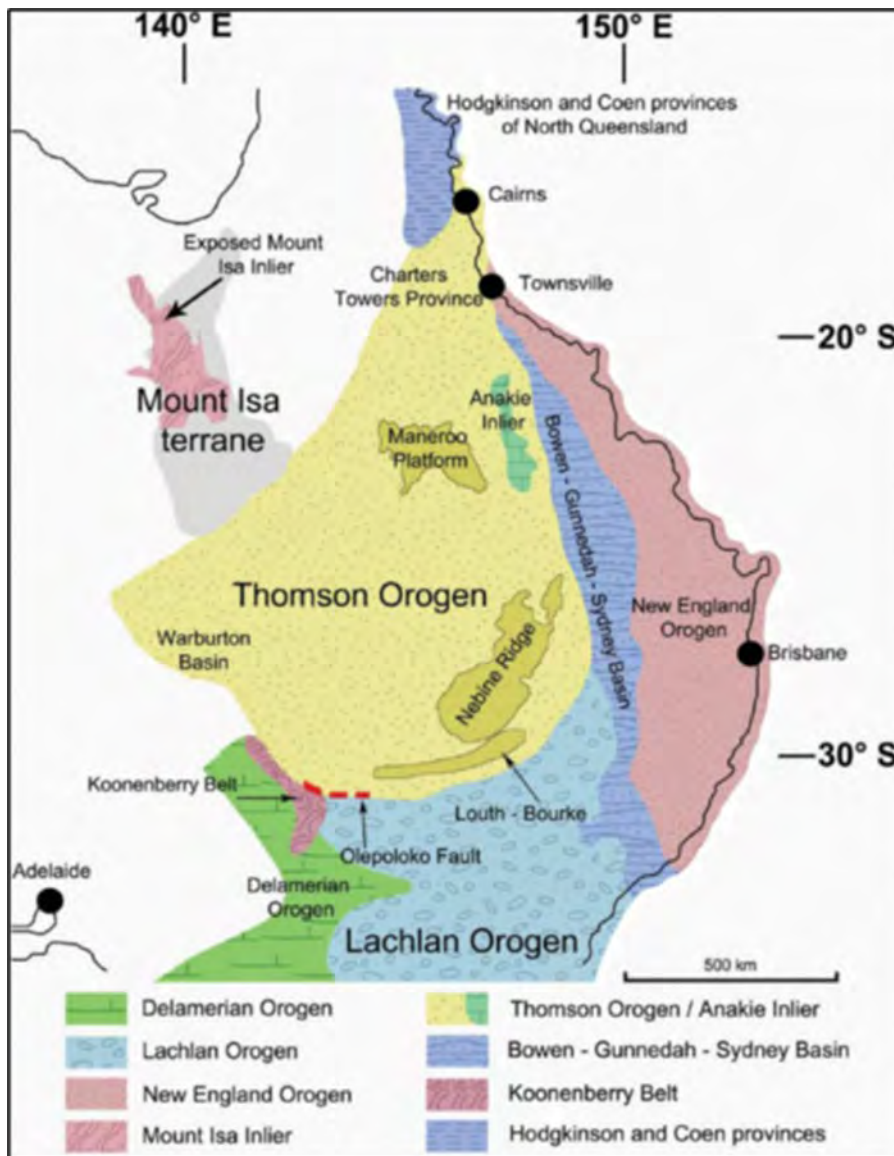 140° E
150° E
Hodgkinson and Coen provinces
of North Queensland
Cairns
Exposed Mount
Isa Inlier
Charters
Towers Province
Townsville
20° S
Mount Isa
terrane
Anakie
Inlier
Maneroo
Platform
Bowen - Gunnedah - Sydney Basin
Thomson Orogen
New England
Orogen
Warburton
Basin
Brisbane
Nebine Ridge
30° S
Koonenberry Belt
Louth - Bourke
Olepoloko Fault
Adelaide
Delamerian
Orogen
Lachlan Orogen
500 km
Delamerian Orogen
Thomson Orogen / Anakie Inlier
Lachlan Orogen
Bowen - Gunnedah - Sydney Basin
New England Orogen
Koonenberry Belt
Mount Isa Inlier
Hodgkinson and Coen provinces